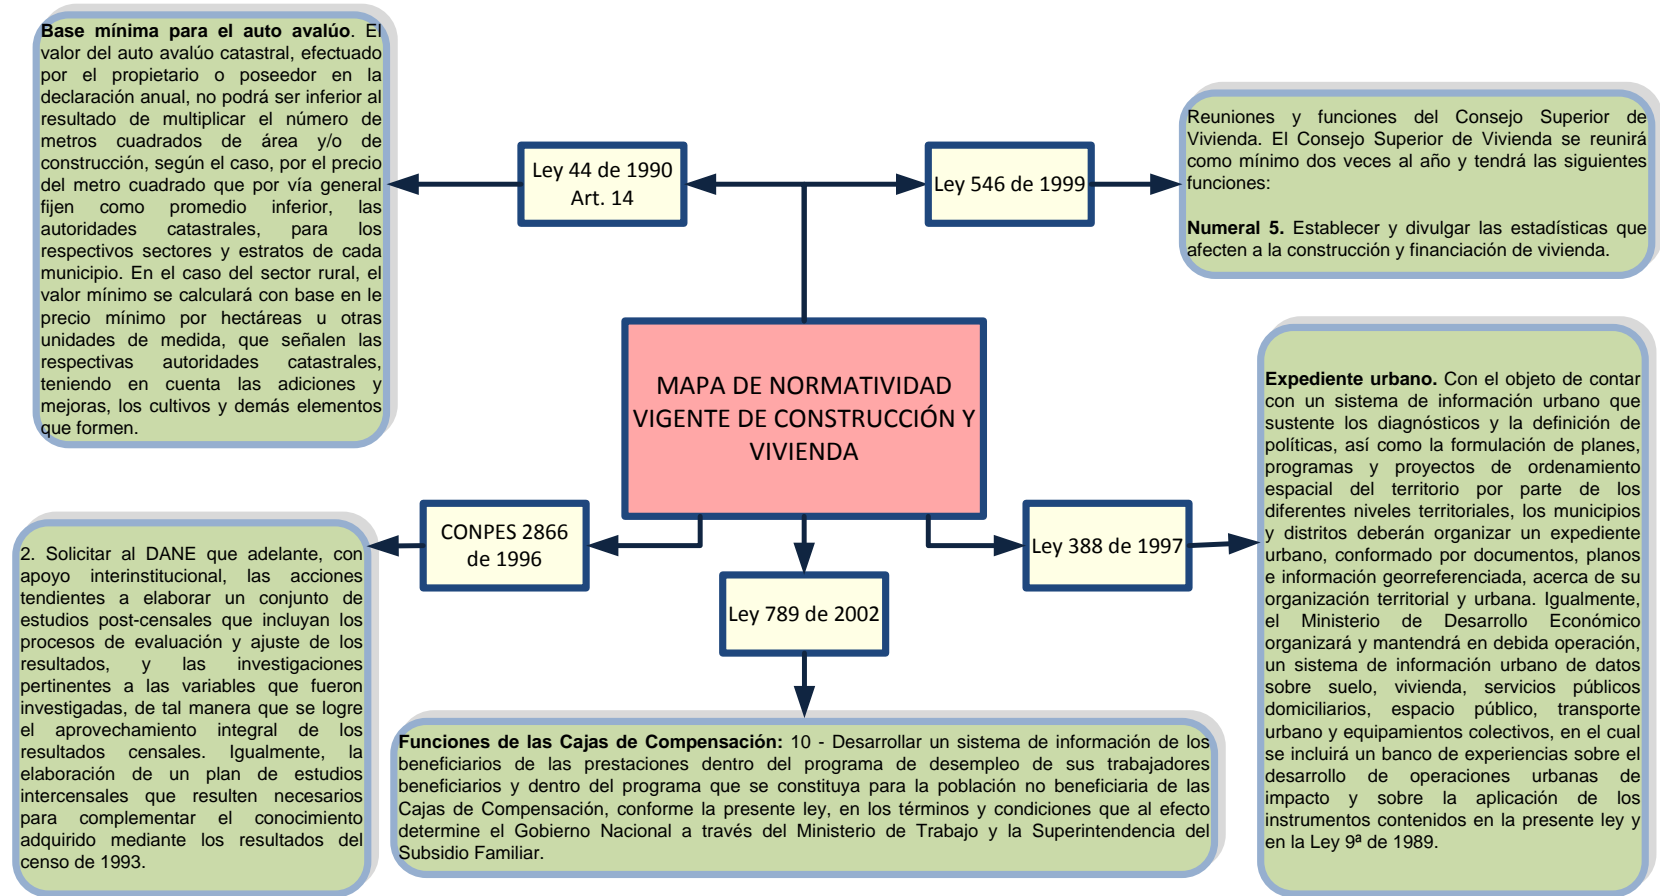 Base mínima para el auto avalúo. El
valor del auto avalúo catastral, efectuado
por el propietario o poseedor en la
declaración anual, no podrá ser inferior al
resultado de multiplicar el número de
metros cuadrados de área y/o de
construcción, según el caso, por el precio
del metro cuadrado que por vía general
fijen como promedio inferior, las
autoridades catastrales, para los
respectivos sectores y estratos de cada
municipio. En el caso del sector rural, el
valor mínimo se calculará con base en le
precio mínimo por hectáreas u otras
unidades de medida, que señalen las
respectivas autoridades catastrales,
teniendo en cuenta las adiciones y
mejoras, los cultivos y demás elementos
que formen.
Ley 44 de 1990
Art. 14
Ley 546 de 1999
Reuniones y funciones del Consejo Superior de
Vivienda. El Consejo Superior de Vivienda se reunirá
como mínimo dos veces al año y tendrá las siguientes
funciones:
Numeral 5. Establecer y divulgar las estadísticas que
afecten a la construcción y financiación de vivienda.
MAPA DE NORMATIVIDAD
VIGENTE DE CONSTRUCCIÓN Y
VIVIENDA
CONPES 2866
de 1996
Ley 789 de 2002
Ley 388 de 1997
2. Solicitar al DANE que adelante, con
apoyo interinstitucional, las acciones
tendientes a elaborar un conjunto de
estudios post-censales que incluyan los
procesos de evaluación y ajuste de los
resultados, y las investigaciones
pertinentes a las variables que fueron
investigadas, de tal manera que se logre
el aprovechamiento integral de los
resultados censales. Igualmente, la
elaboración de un plan de estudios
intercensales que resulten necesarios
para complementar el conocimiento
adquirido mediante los resultados del
censo de 1993.
Funciones de las Cajas de Compensación: 10 - Desarrollar un sistema de información de los
beneficiarios de las prestaciones dentro del programa de desempleo de sus trabajadores
beneficiarios y dentro del programa que se constituya para la población no beneficiaria de las
Cajas de Compensación, conforme la presente ley, en los términos y condiciones que al efecto
determine el Gobierno Nacional a través del Ministerio de Trabajo y la Superintendencia del
Subsidio Familiar.
Expediente urbano. Con el objeto de contar
con un sistema de información urbano que
sustente los diagnósticos y la definición de
políticas, así como la formulación de planes,
programas y proyectos de ordenamiento
espacial del territorio por parte de los
diferentes niveles territoriales, los municipios
y distritos deberán organizar un expediente
urbano, conformado por documentos, planos
e información georreferenciada, acerca de su
organización territorial y urbana. Igualmente,
el Ministerio de Desarrollo Económico
organizará y mantendrá en debida operación,
un sistema de información urbano de datos
sobre suelo, vivienda, servicios públicos
domiciliarios, espacio público, transporte
urbano y equipamientos colectivos, en el cual
se incluirá un banco de experiencias sobre el
desarrollo de operaciones urbanas de
impacto y sobre la aplicación de los
instrumentos contenidos en la presente ley y
en la Ley 9ª de 1989.